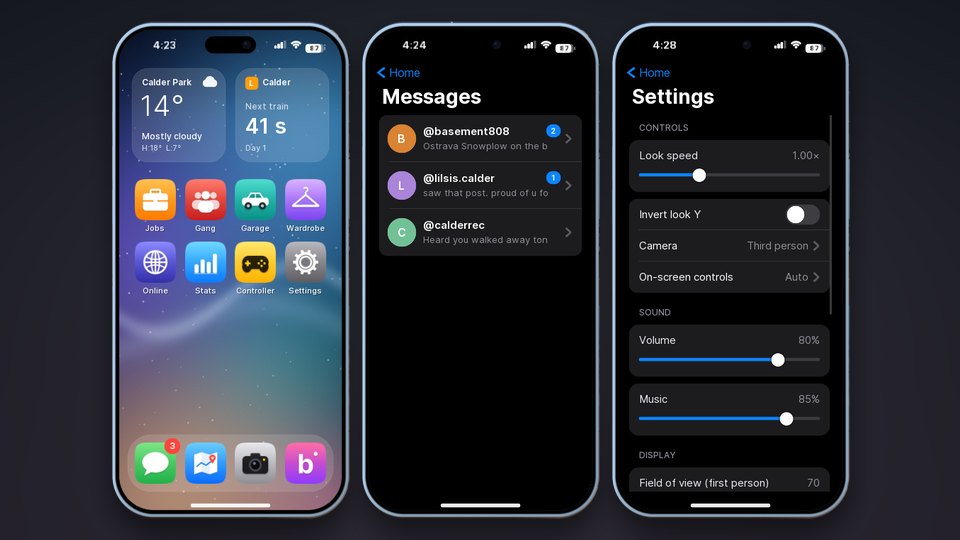 4:23
87
Calder Park
14°
Mostly cloudy
H:18° L:7°
L
Calder
Next train
41 s
Day 1
Jobs
Gang
Garage
Wardrobe
Online
Stats
Controller
Settings
3
b
4:24
87
Home
Messages
B
@basement808
2
Ostrava Snowplow on the b
L
@lilsis.calder
1
saw that post. proud of u fo
C
@calderrec
Heard you walked away ton
4:28
87
Home
Settings
CONTROLS
Look speed 1.00×
Invert look Y
Camera Third person
On-screen controls Auto
SOUND
Volume 80%
Music 85%
DISPLAY
Field of view (first person) 70